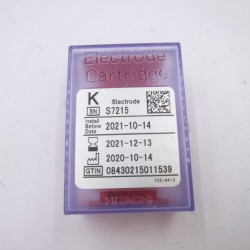 Electrode
Cartridge
K Electrode
SN S7215
Install Before Date 2021-10-14
2021-12-13
2020-10-14
GTIN 08430215011539
HITACHI